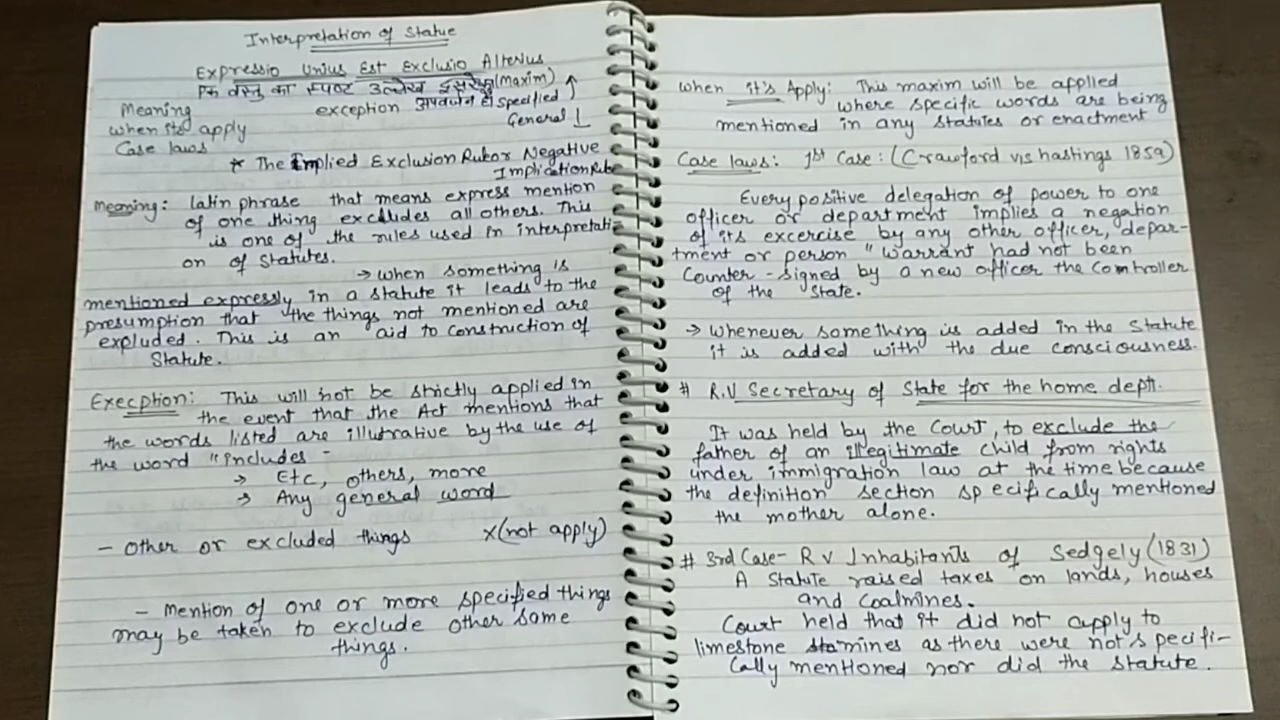 Interpretation of Statue
Expressio Unius Est Exclusio Alterius
एक वस्तु का स्पष्ट उल्लेख (Maxim)
Meaning
exception अपवर्जन है specified ↑
when its apply
General ↓
Case laws
* The Implied Exclusion Rule or Negative
Implication Rule
Meaning: latin phrase that means express mention
of one thing excludes all others. This
is one of the rules used in interpretati
on of Statutes.
→ when something is
mentioned expressly in a statute it leads to the
presumption that the things not mentioned are
expluded. This is an aid to construction of
Statute.
Execption: This will not be strictly applied in
the event that the Act mentions that
the words listed are illutrative by the use of
the word "includes -
→ Etc, others, more
→ Any general word
- Other or excluded things x(not apply)
- Mention of one or more specified things
may be taken to exclude other some
things.
when it's Apply: This maxim will be applied
where specific words are being
mentioned in any statutes or enactment
Case laws: 1st Case: (Crawford v/s hastings 1859)
Every positive delegation of power to one
officer or department implies a negation
of its excercise by any other officer, depar-
tment or person "warrant had not been
Counter-signed by a new officer the Comtroller
of the State.
→ Whenever something is added in the Statute
it is added with the due consciousness.
# R.V Secretary of State for the home deptt.
It was held by the Court, to exclude the
father of an illegitimate child from rights
under immigration law at the time because
the definition section specifically mentioned
the mother alone.
# 3rd Case- R V Inhabitants of Sedgely (1831)
A Statute raised taxes on lands, houses
and Coalmines.
Court held that it did not apply to
limestone mines as there were not specifi-
cally mentioned nor did the statute.